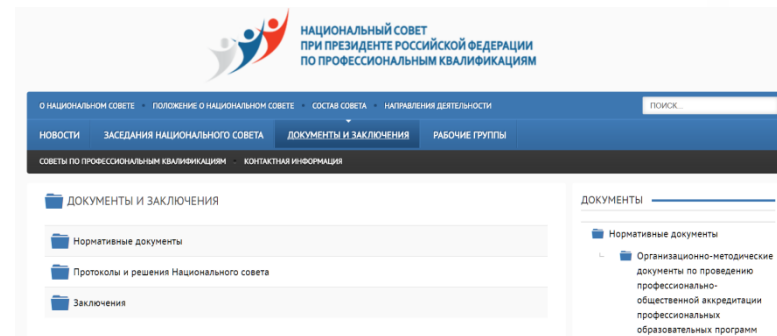 НАЦИОНАЛЬНЫЙ СОВЕТ
ПРИ ПРЕЗИДЕНТЕ РОССИЙСКОЙ ФЕДЕРАЦИИ
ПО ПРОФЕССИОНАЛЬНЫМ КВАЛИФИКАЦИЯМ
О НАЦИОНАЛЬНОМ СОВЕТЕ ПОЛОЖЕНИЕ О НАЦИОНАЛЬНОМ СОВЕТЕ СОСТАВ СОВЕТА НАПРАВЛЕНИЯ ДЕЯТЕЛЬНОСТИ ПОИСК...
НОВОСТИ ЗАСЕДАНИЯ НАЦИОНАЛЬНОГО СОВЕТА ДОКУМЕНТЫ И ЗАКЛЮЧЕНИЯ РАБОЧИЕ ГРУППЫ
СОВЕТЫ ПО ПРОФЕССИОНАЛЬНЫМ КВАЛИФИКАЦИЯМ КОНТАКТНАЯ ИНФОРМАЦИЯ
ДОКУМЕНТЫ И ЗАКЛЮЧЕНИЯ
Нормативные документы
Протоколы и решения Национального совета
Заключения
ДОКУМЕНТЫ
Нормативные документы
Организационно-методические
документы по проведению
профессионально-
общественной аккредитации
профессиональных
образовательных программ